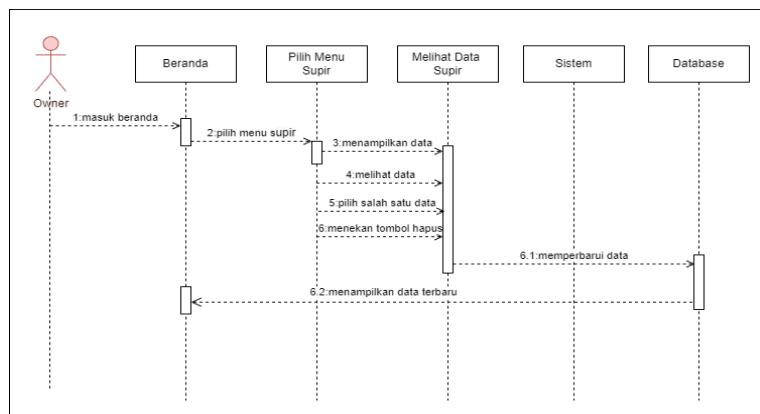 Beranda
Pilih Menu
Supir
Melihat Data
Supir
Sistem
Database
Owner
1:masuk beranda
2:pilih menu supir
3:menampilkan data
4:melihat data
5:pilih salah satu data
6:menekan tombol hapus
6.1:memperbarui data
6.2:menampilkan data terbaru